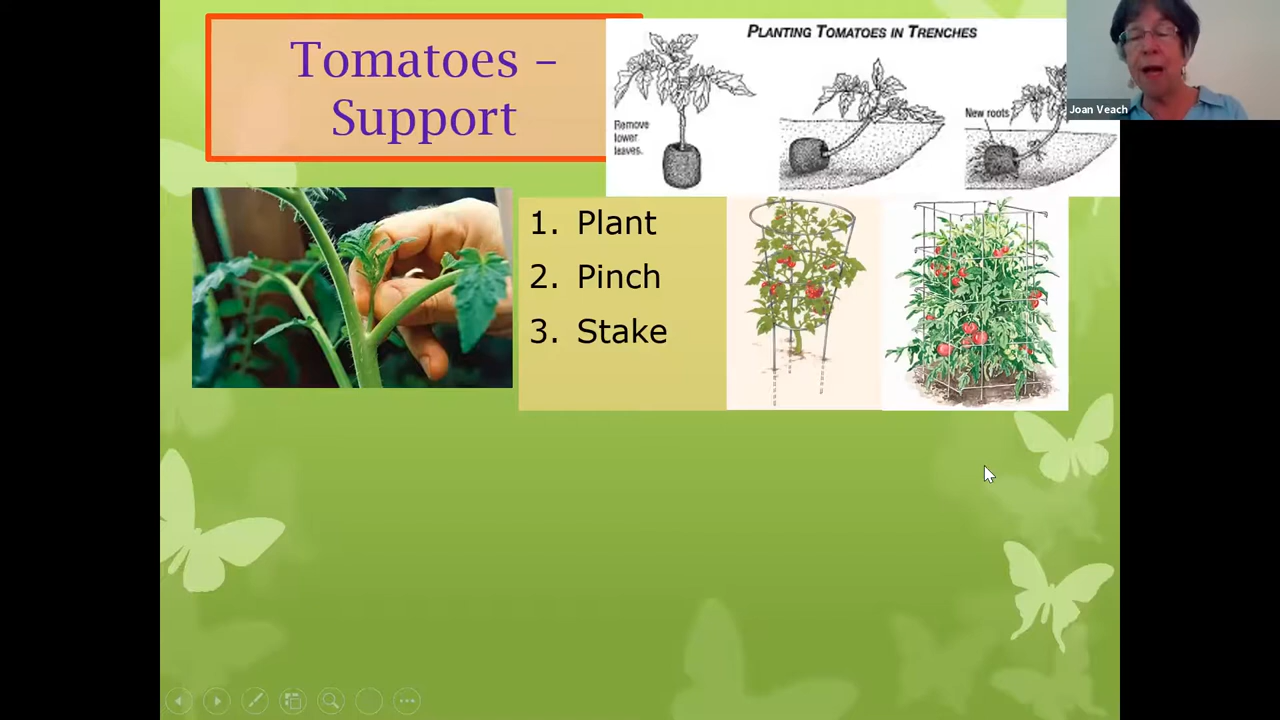 Tomatoes –
Support
PLANTING TOMATOES IN TRENCHES
Remove
lower
leaves.
New roots
Joan Veach
1. Plant
2. Pinch
3. Stake